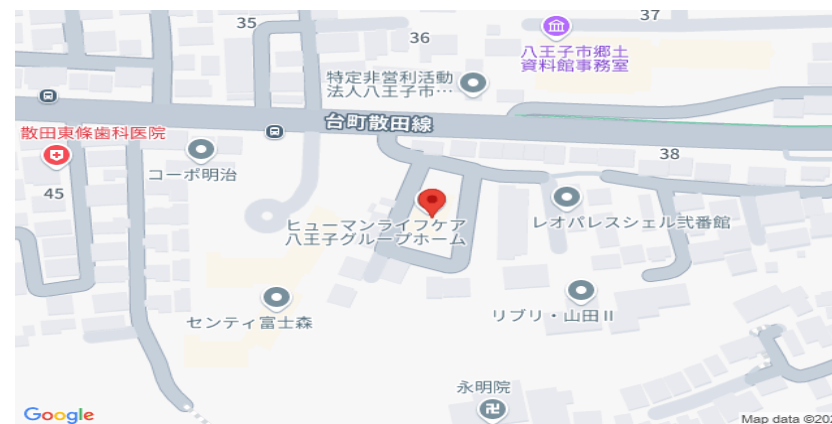 35
37
36
八王子市郷土
資料館事務室
特定非営利活動
法人八王子市…
台町散田線
散田東條歯科医院
38
コーポ明治
45
レオパレスシェル弐番館
ヒューマンライフケア
八王子グループホーム
リブリ・山田Ⅱ
センティ富士森
永明院
Google
Map data ©202